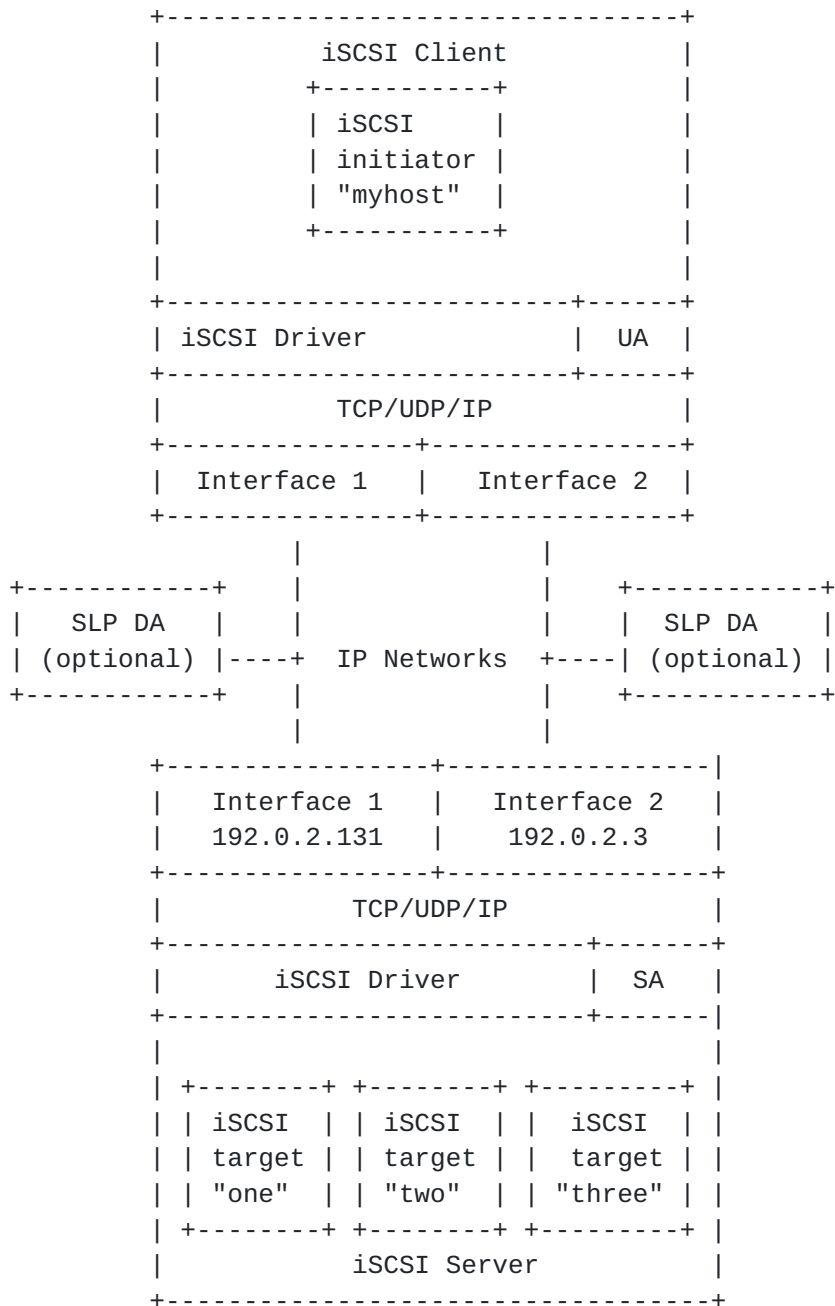 iSCSI Client
iSCSI
initiator
"myhost"
iSCSI Driver UA
TCP/UDP/IP
Interface 1 Interface 2
SLP DA SLP DA
(optional) IP Networks (optional)
Interface 1 Interface 2
192.0.2.131 192.0.2.3
TCP/UDP/IP
iSCSI Driver SA
iSCSI iSCSI iSCSI
target target target
"one" "two" "three"
iSCSI Server